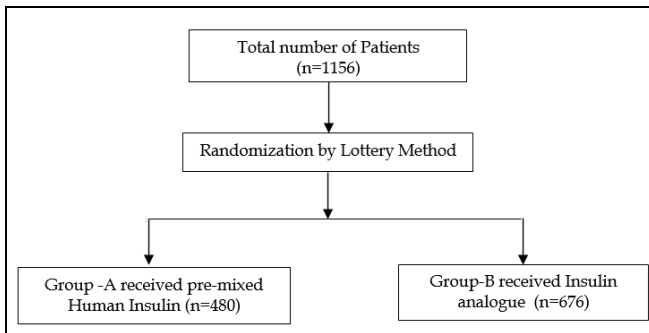 Total number of Patients
(n=1156)
Randomization by Lottery Method
Group -A received pre-mixed
Human Insulin (n=480)
Group-B received Insulin
analogue (n=676)